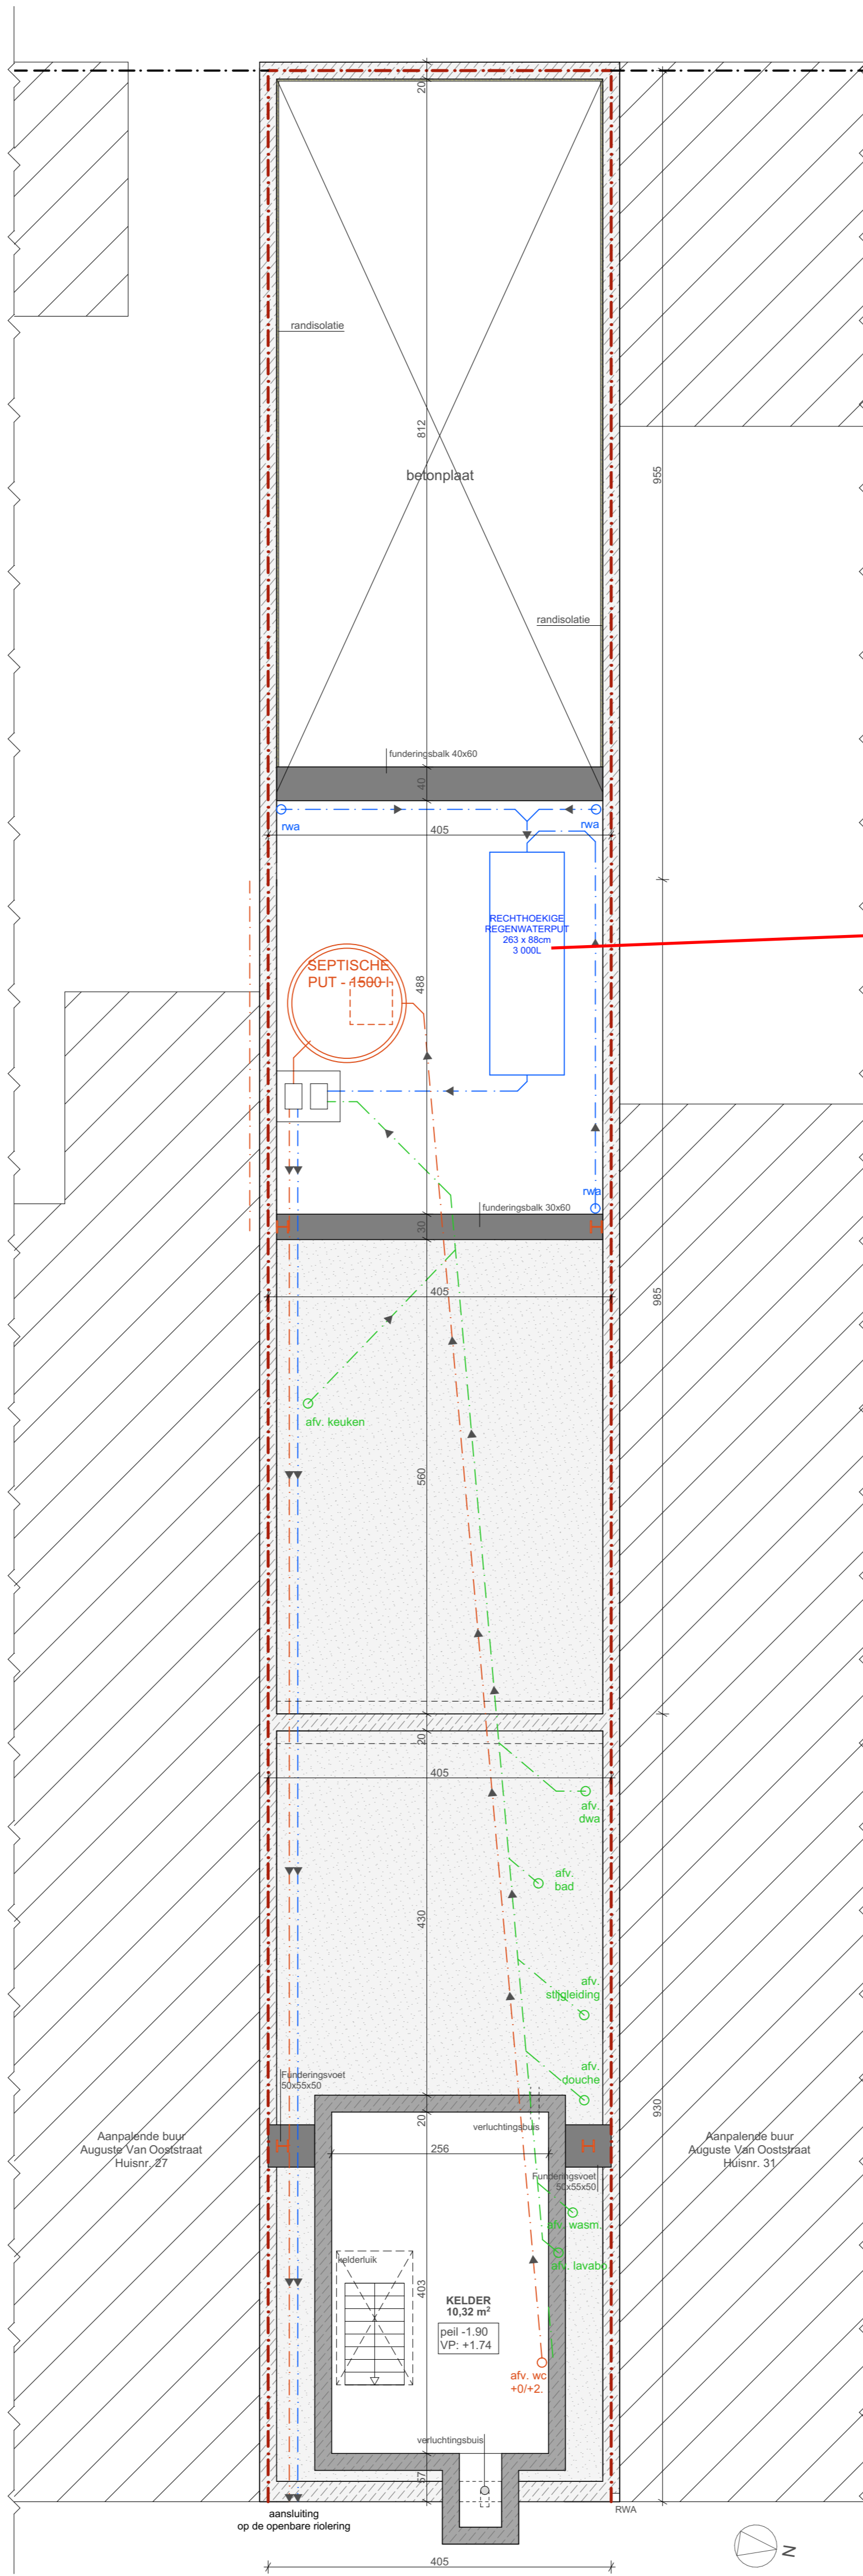 20
randisolatie
812
955
betonplaat
randisolatie
funderingsbalk 40x60
40
rwa
rwa
405
RECHTHOEKIGE
REGENWATERPUT
263 x 88cm
3 000L
SEPTISCHE
PUT - 1500 l
488
rwa
funderingsbalk 30x60
30
405
985
afv. keuken
560
20
405
afv.
dwa
afv.
bad
430
afv.
stijgleiding
Funderingsvoet
50x55x50
afv.
douche
930
20
verluchtingsbuis
Aanpalende buur
Auguste Van Ooststraat
Huisnr. 27
Aanpalende buur
Auguste Van Ooststraat
Huisnr. 31
256
Funderingsvoet
50x55x50
afv. wasm.
kelderluik
afv. lavabo
403
KELDER
10,32 m²
peil -1.90
VP: +1.74
afv. wc
+0/+2.
verluchtingsbuis
57
aansluiting
op de openbare riolering
RWA
N
405